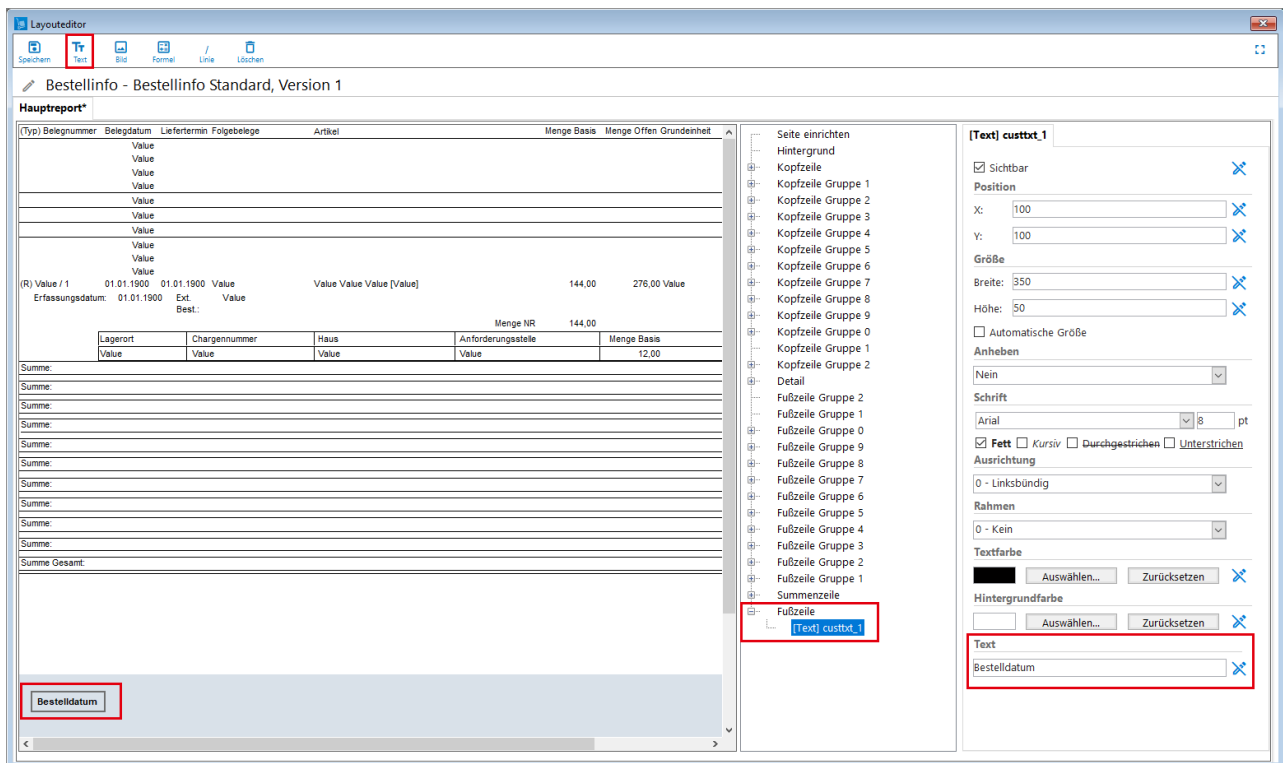 Layouteditor
Speichern Text Bild Formel Linie Löschen
Bestellinfo - Bestellinfo Standard, Version 1
Hauptreport*
(Typ) Belegnummer Belegdatum Liefertermin Folgebelege Artikel Menge Basis Menge Offen Grundeinheit
Value
Value
Value
Value
Value
Value
Value
Value
Value
Value
(R) Value / 1 01.01.1900 01.01.1900 Value Value Value Value [Value] 144,00 276,00 Value
Erfassungsdatum: 01.01.1900 Ext. Value
Best.:
Menge NR 144,00
Lagerort Chargennummer Haus Anforderungsstelle Menge Basis
Value Value Value Value 12,00
Summe:
Summe:
Summe:
Summe:
Summe:
Summe:
Summe:
Summe:
Summe:
Summe:
Summe Gesamt:
Bestelldatum
Seite einrichten
Hintergrund
Kopfzeile
Kopfzeile Gruppe 1
Kopfzeile Gruppe 2
Kopfzeile Gruppe 3
Kopfzeile Gruppe 4
Kopfzeile Gruppe 5
Kopfzeile Gruppe 6
Kopfzeile Gruppe 7
Kopfzeile Gruppe 8
Kopfzeile Gruppe 9
Kopfzeile Gruppe 0
Kopfzeile Gruppe 1
Kopfzeile Gruppe 2
Detail
Fußzeile Gruppe 2
Fußzeile Gruppe 1
Fußzeile Gruppe 0
Fußzeile Gruppe 9
Fußzeile Gruppe 8
Fußzeile Gruppe 7
Fußzeile Gruppe 6
Fußzeile Gruppe 5
Fußzeile Gruppe 4
Fußzeile Gruppe 3
Fußzeile Gruppe 2
Fußzeile Gruppe 1
Summenzeile
Fußzeile
[Text] custtxt_1
[Text] custtxt_1
Sichtbar
Position
X: 100
Y: 100
Größe
Breite: 350
Höhe: 50
Automatische Größe
Anheben
Nein
Schrift
Arial 8 pt
Fett Kursiv Durchgestrichen Unterstrichen
Ausrichtung
0 - Linksbündig
Rahmen
0 - Kein
Textfarbe
Auswählen... Zurücksetzen
Hintergrundfarbe
Auswählen... Zurücksetzen
Text
Bestelldatum